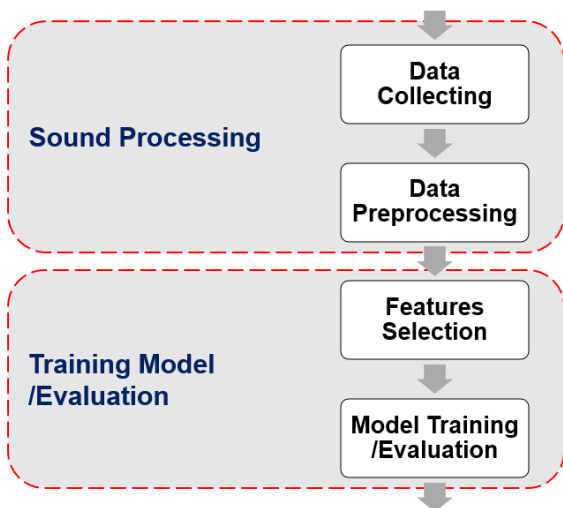 Data
Collecting
Sound Processing
Data
Preprocessing
Features
Selection
Training Model
/Evaluation
Model Training
/Evaluation